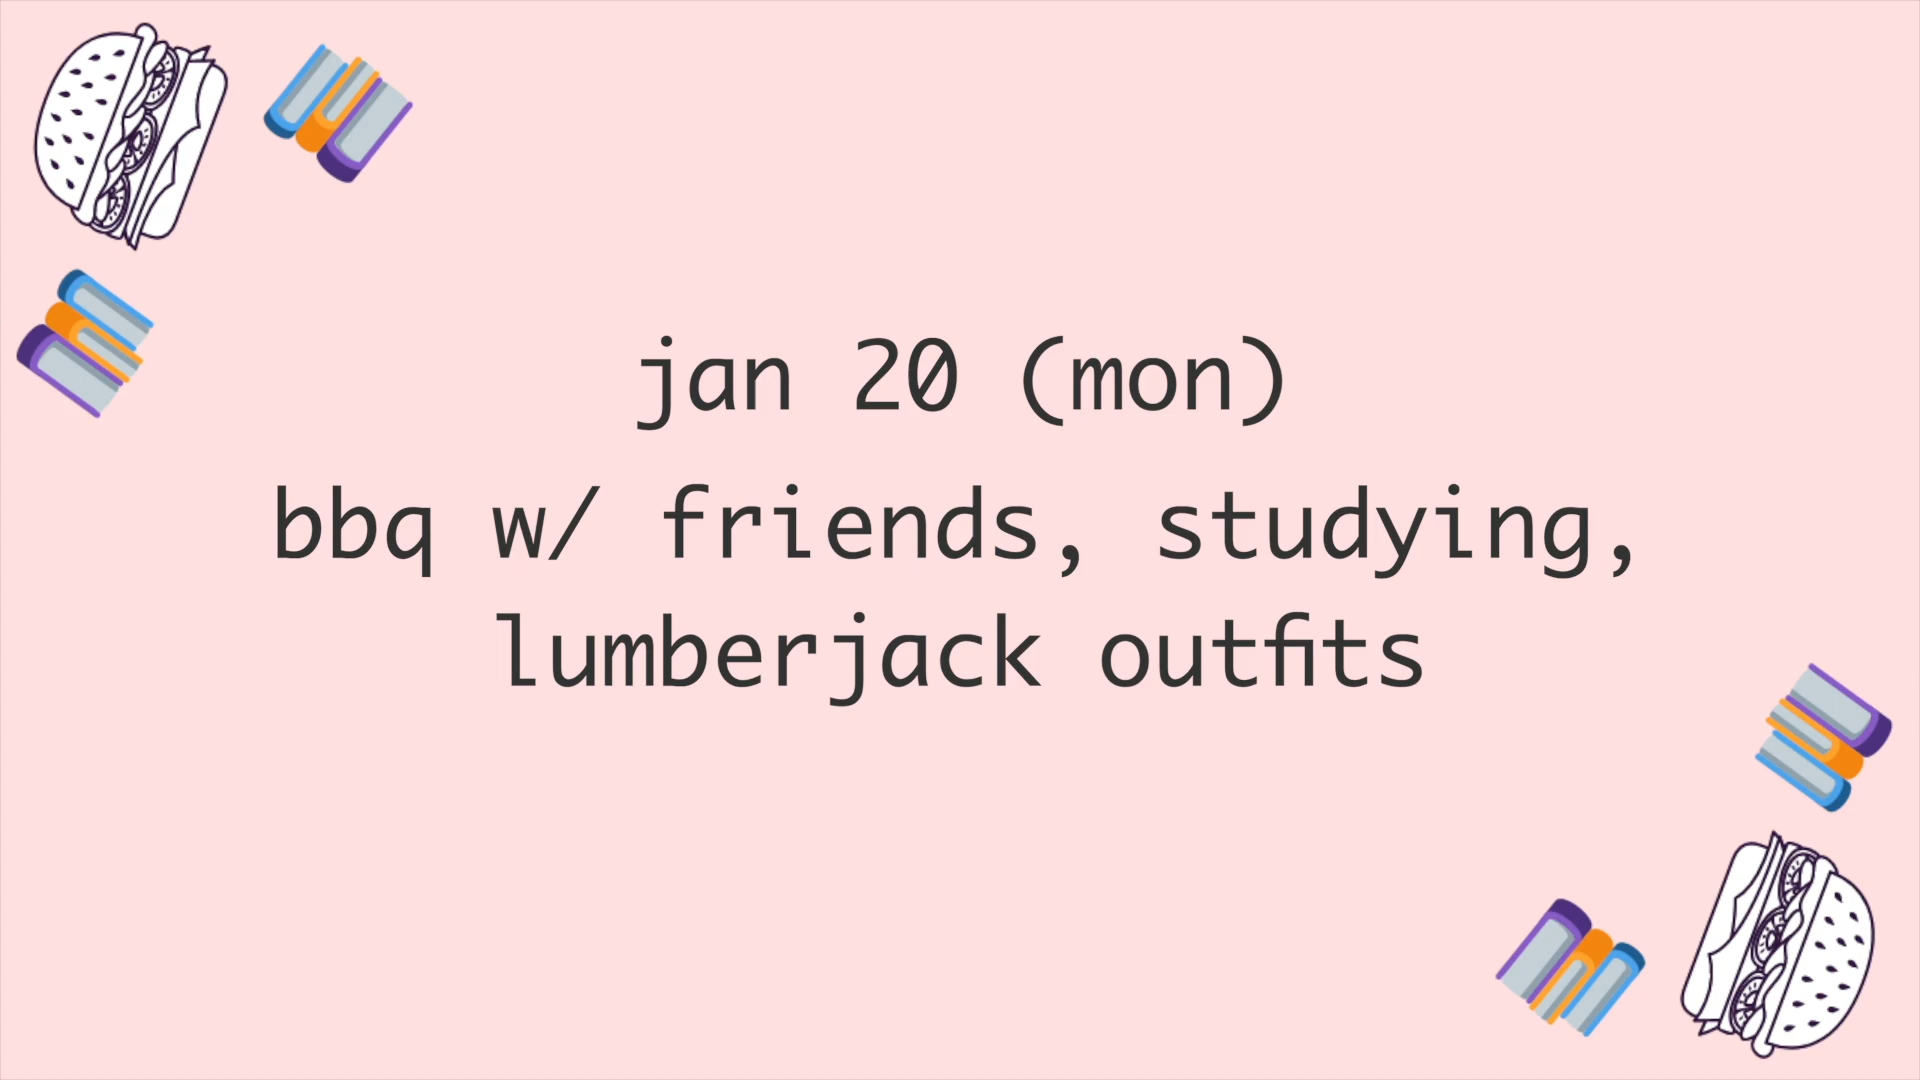 jan 20 (mon)
bbq w/ friends, studying,
lumberjack outfits